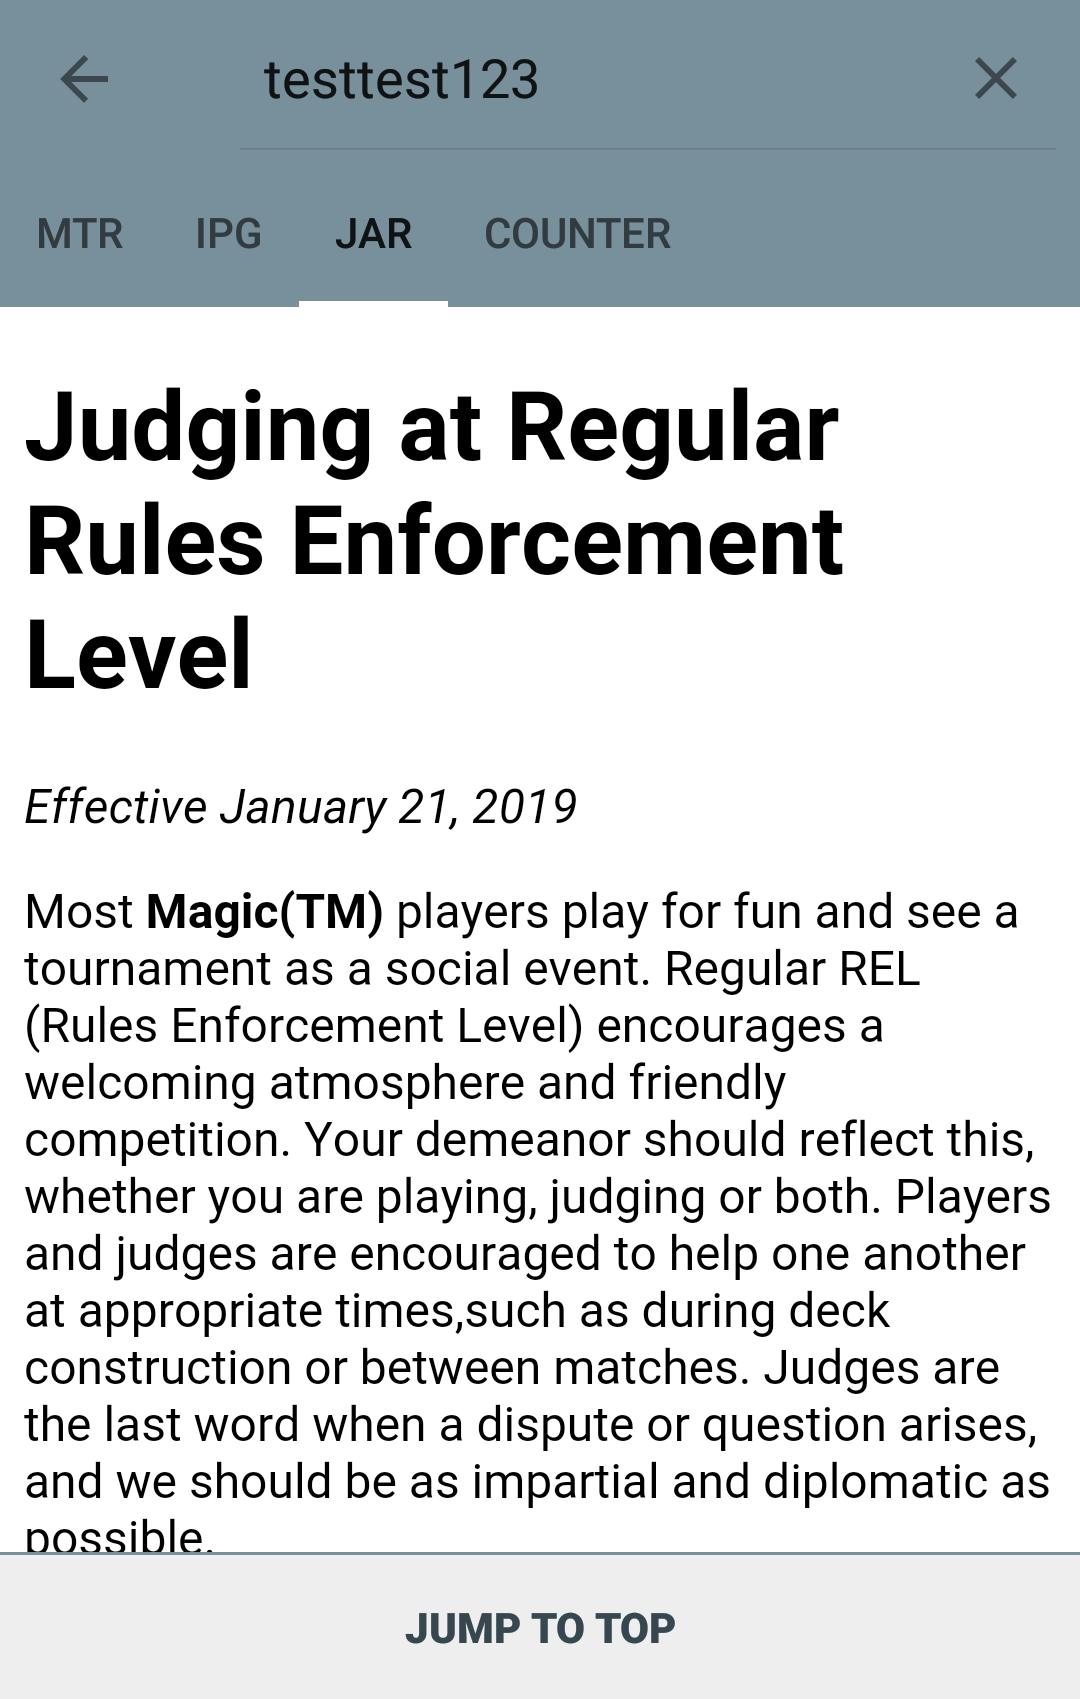 testtest123
MTR IPG JAR COUNTER
Judging at Regular
Rules Enforcement
Level
Effective January 21, 2019
Most Magic(TM) players play for fun and see a
tournament as a social event. Regular REL
(Rules Enforcement Level) encourages a
welcoming atmosphere and friendly
competition. Your demeanor should reflect this,
whether you are playing, judging or both. Players
and judges are encouraged to help one another
at appropriate times,such as during deck
construction or between matches. Judges are
the last word when a dispute or question arises,
and we should be as impartial and diplomatic as
possible.
JUMP TO TOP